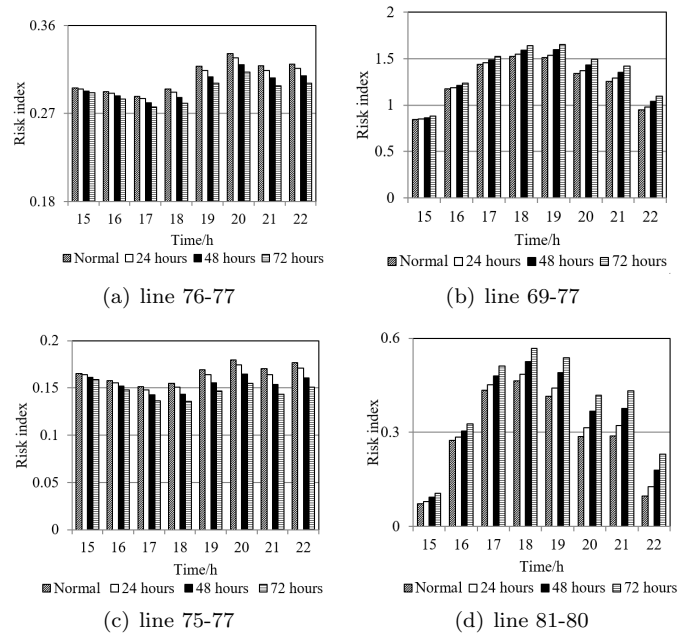 0.36
0.27
0.18
Risk index
15 16 17 18 19 20 21 22
Time/h
Normal 24 hours 48 hours 72 hours
(a) line 76-77
2
1.5
1
0.5
0
Risk index
15 16 17 18 19 20 21 22
Time/h
Normal 24 hours 48 hours 72 hours
(b) line 69-77
0.2
0.15
0.1
0.05
0
Risk index
15 16 17 18 19 20 21 22
Time/h
Normal 24 hours 48 hours 72 hours
(c) line 75-77
0.6
0.3
0
Risk index
15 16 17 18 19 20 21 22
Time/h
Normal 24 hours 48 hours 72 hours
(d) line 81-80